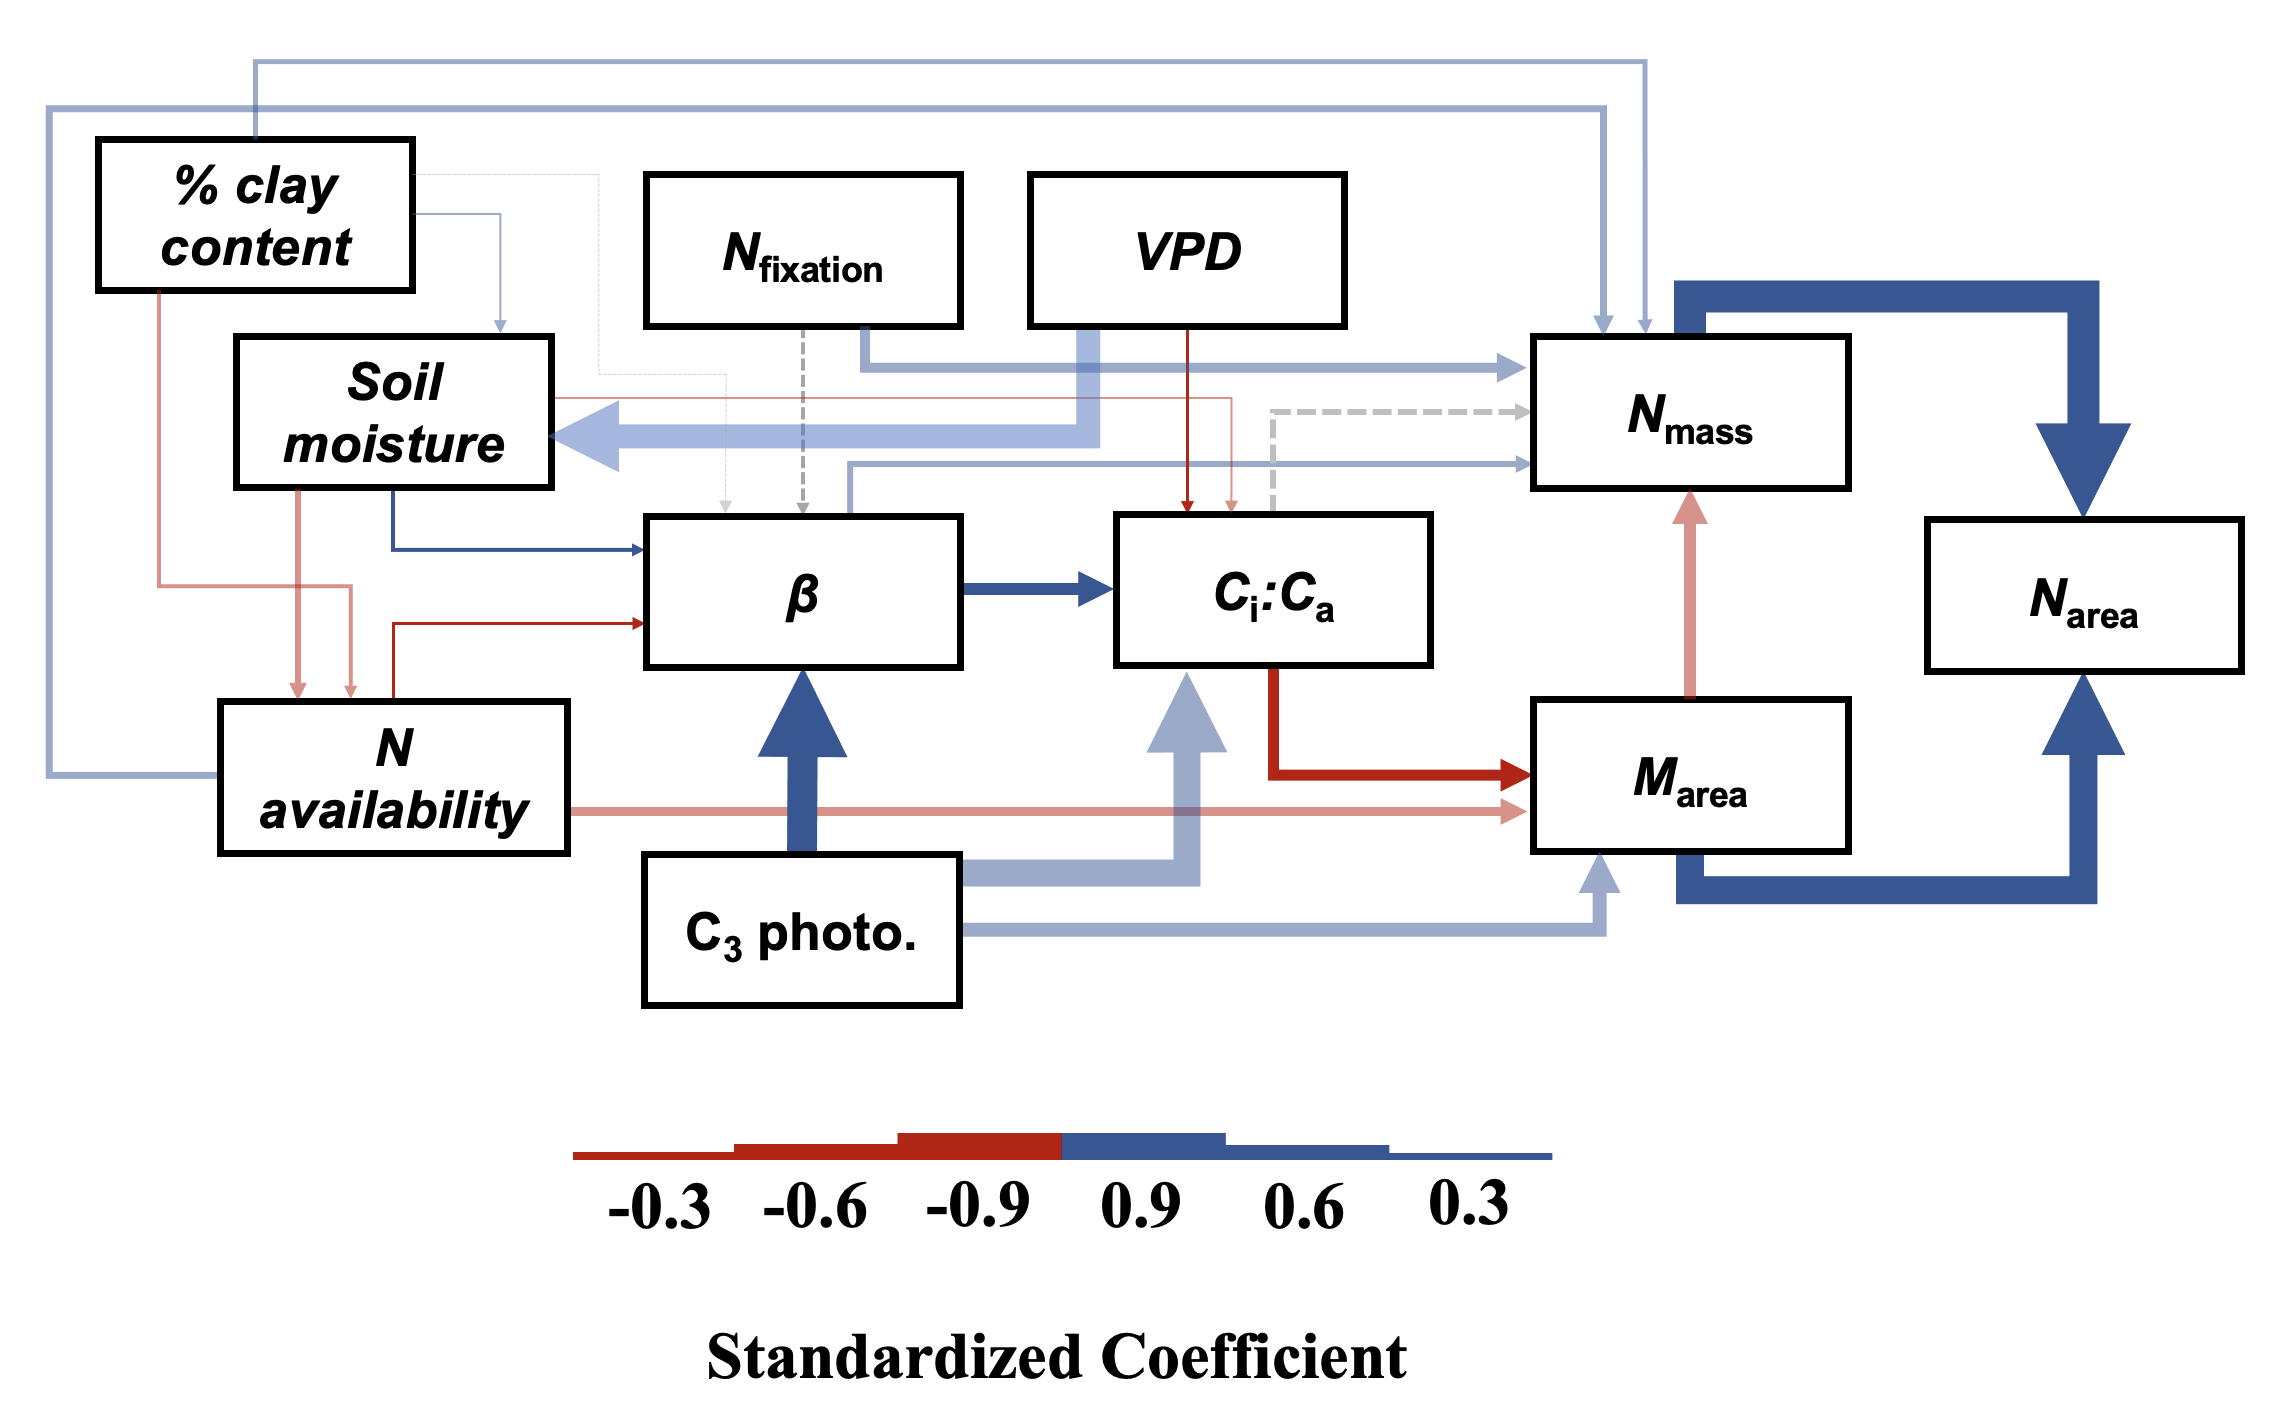 % clay
content
Nfixation
VPD
Soil
moisture
Nmass
β
Ci:Ca
Narea
N
availability
Marea
C3 photo.
-0.3 -0.6 -0.9 0.9 0.6 0.3
Standardized Coefficient